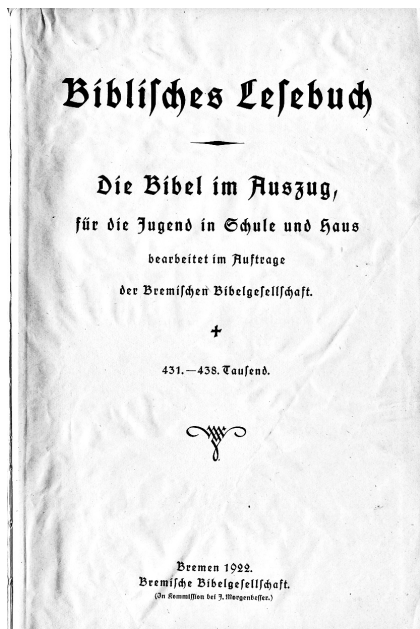 Biblisches Lesebuch
Die Bibel im Auszug,
für die Jugend in Schule und Haus
bearbeitet im Auftrage
der Bremischen Bibelgesellschaft.
431.—438. Tausend.
Bremen 1922.
Bremische Bibelgesellschaft.
(In Kommission bei J. Morgenbesser.)